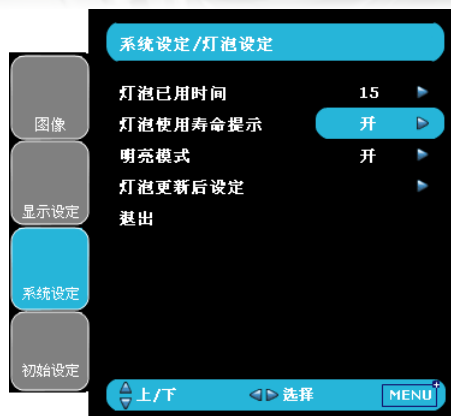 系统设定/灯泡设定
灯泡已用时间 15
灯泡使用寿命提示 开
明亮模式 开
灯泡更新后设定
退出
图像
显示设定
系统设定
初始设定
上/下 选择 MENU